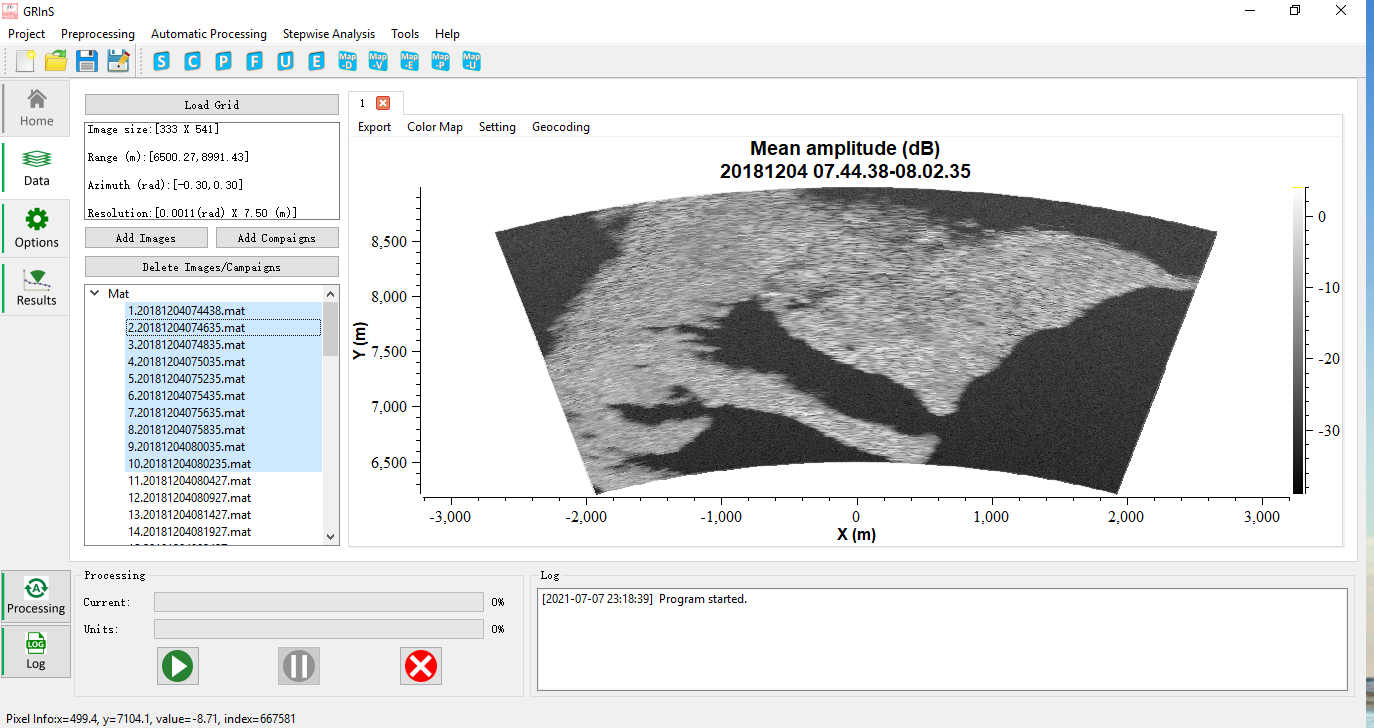 GRInS
Project Preprocessing Automatic Processing Stepwise Analysis Tools Help
S C P F U E Map-D Map-V Map-E Map-P Map-U
Home
Data
Options
Results
Load Grid
Image size:[333 X 541]
Range (m):[6500.27,8991.43]
Azimuth (rad):[-0.30,0.30]
Resolution:[0.0011(rad) X 7.50 (m)]
Add Images Add Compaigns
Delete Images/Campaigns
Mat
1.20181204074438.mat
2.20181204074635.mat
3.20181204074835.mat
4.20181204075035.mat
5.20181204075235.mat
6.20181204075435.mat
7.20181204075635.mat
8.20181204075835.mat
9.20181204080035.mat
10.20181204080235.mat
11.20181204080427.mat
12.20181204080927.mat
13.20181204081427.mat
14.20181204081927.mat
1
Export Color Map Setting Geocoding
Mean amplitude (dB)
20181204 07.44.38-08.02.35
Y (m)
8,500
8,000
7,500
7,000
6,500
-3,000 -2,000 -1,000 0 1,000 2,000 3,000
X (m)
0
-10
-20
-30
Processing
Log
Processing
Current: 0%
Units: 0%
LOG
Log
[2021-07-07 23:18:39] Program started.
Pixel Info:x=499.4, y=7104.1, value=-8.71, index=667581